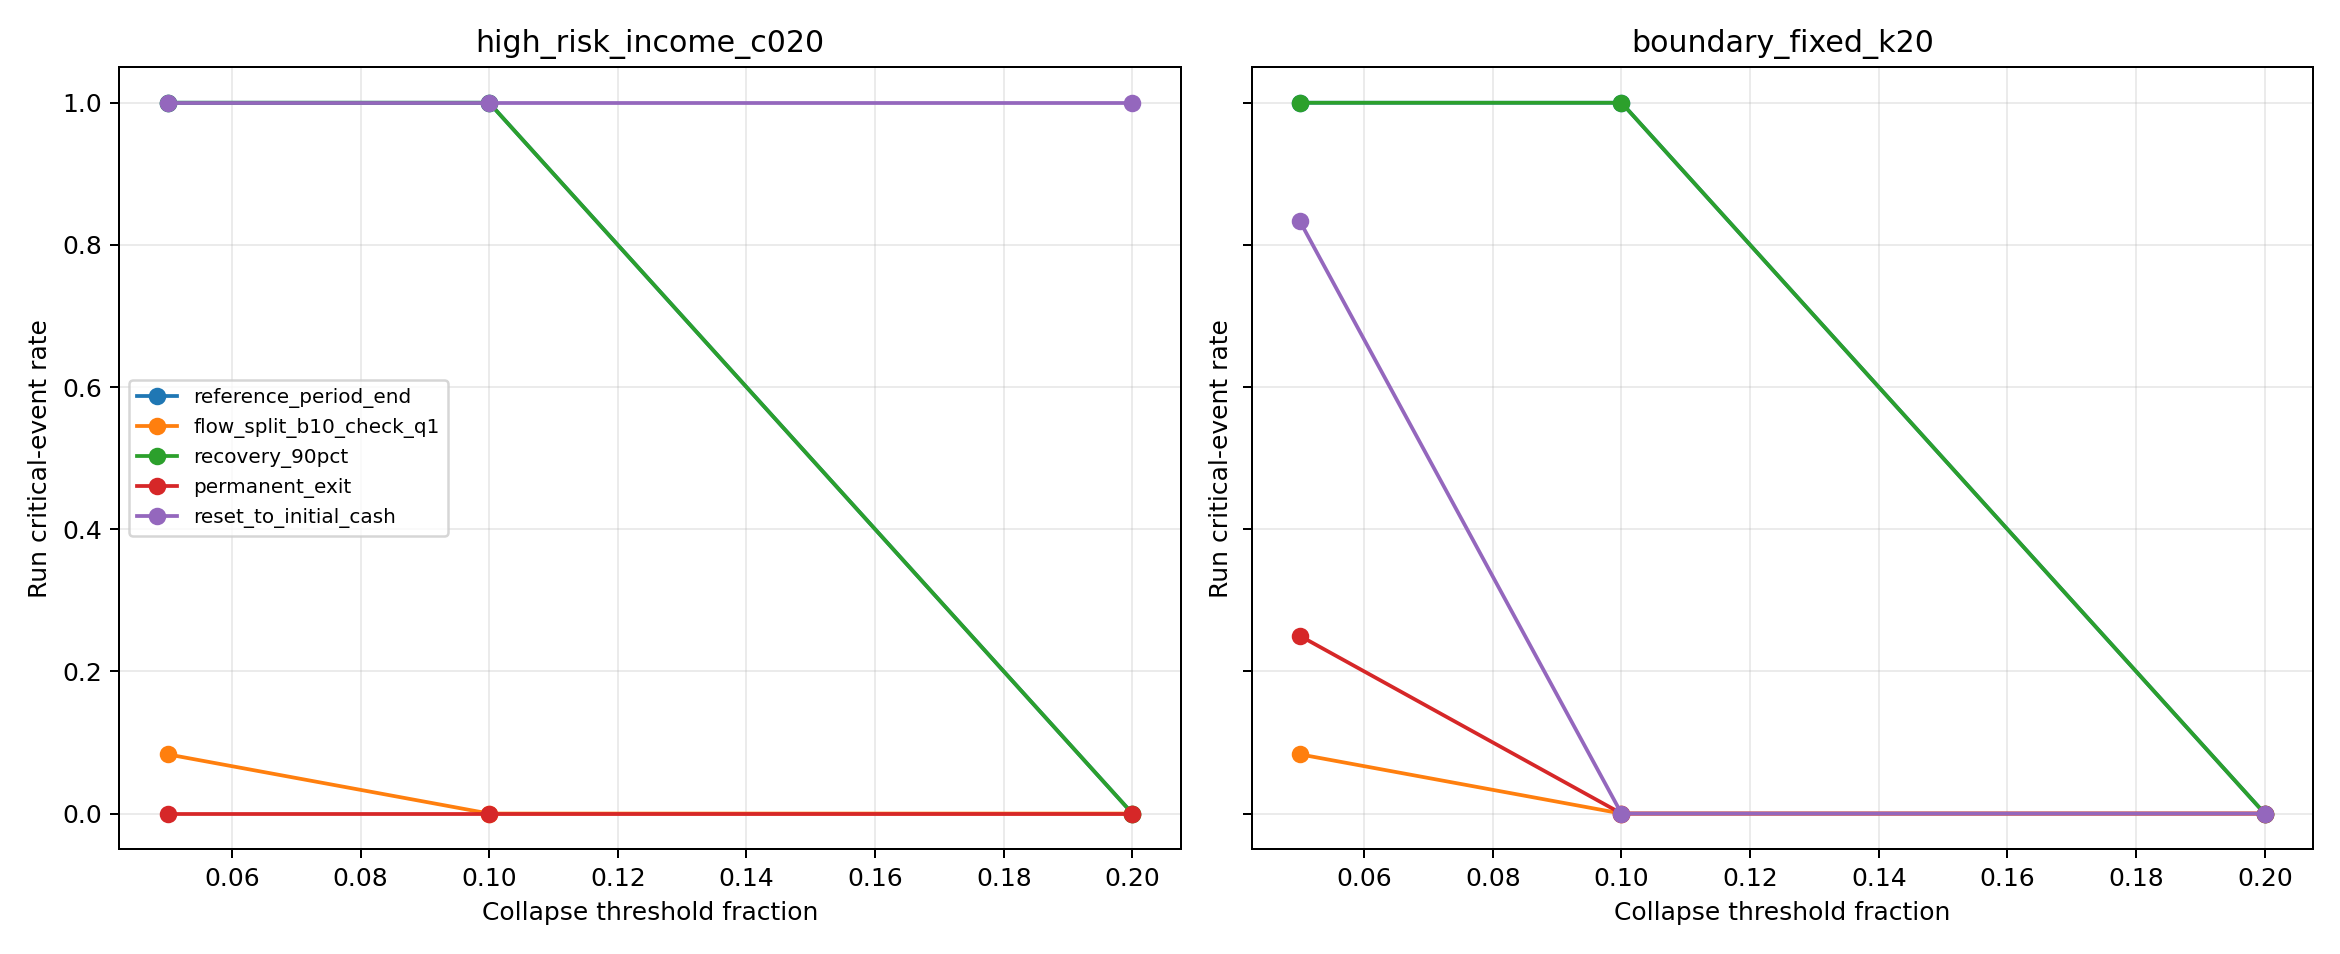 high_risk_income_c020
boundary_fixed_k20
Run critical-event rate
1.0
0.8
0.6
0.4
0.2
0.0
reference_period_end
flow_split_b10_check_q1
recovery_90pct
permanent_exit
reset_to_initial_cash
0.06 0.08 0.10 0.12 0.14 0.16 0.18 0.20
Collapse threshold fraction
Run critical-event rate
0.06 0.08 0.10 0.12 0.14 0.16 0.18 0.20
Collapse threshold fraction